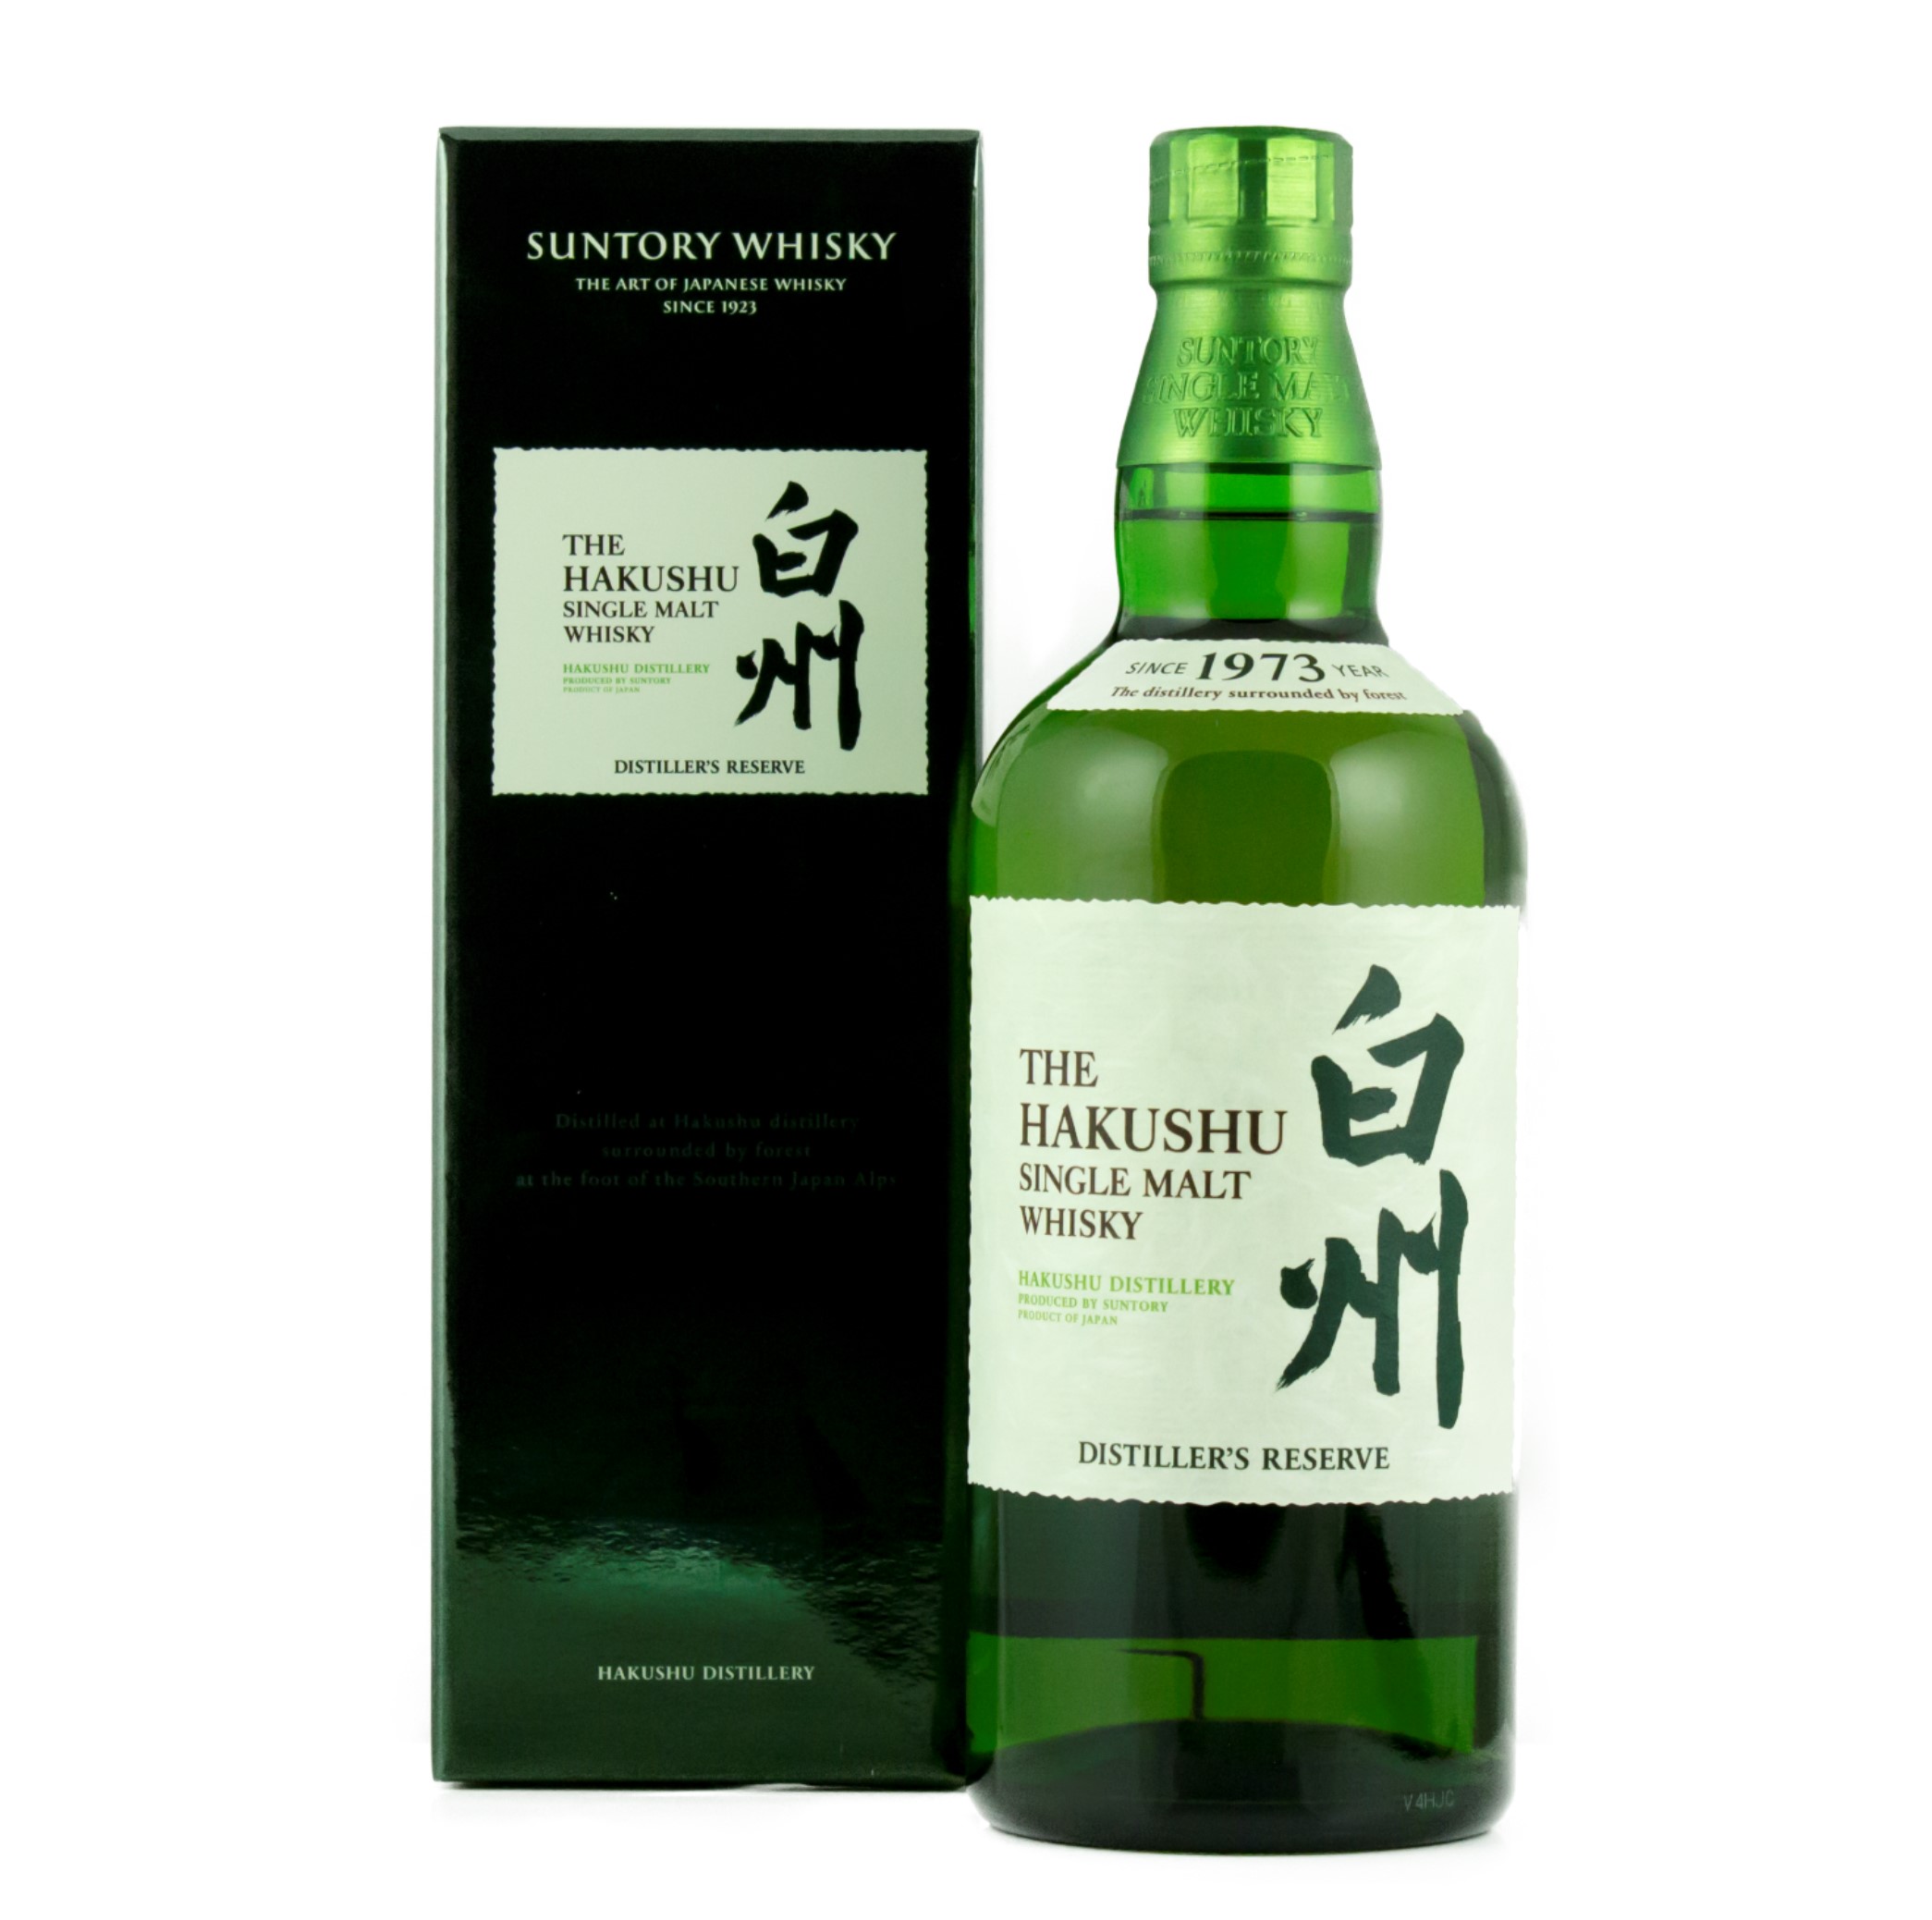 SUNTORY WHISKY
THE ART OF JAPANESE WHISKY
SINCE 1923
THE
HAKUSHU
SINGLE MALT
WHISKY
白州
HAKUSHU DISTILLERY
PRODUCED BY SUNTORY
PRODUCT OF JAPAN
DISTILLER'S RESERVE
Distilled at Hakushu distillery
surrounded by forest
at the foot of the Southern Japan Alps
HAKUSHU DISTILLERY
SUNTORY
SINGLE MALT
WHISKY
SINCE 1973 YEAR
The distillery surrounded by forest
THE
HAKUSHU
SINGLE MALT
WHISKY
白州
HAKUSHU DISTILLERY
PRODUCED BY SUNTORY
PRODUCT OF JAPAN
DISTILLER'S RESERVE
V4HJC